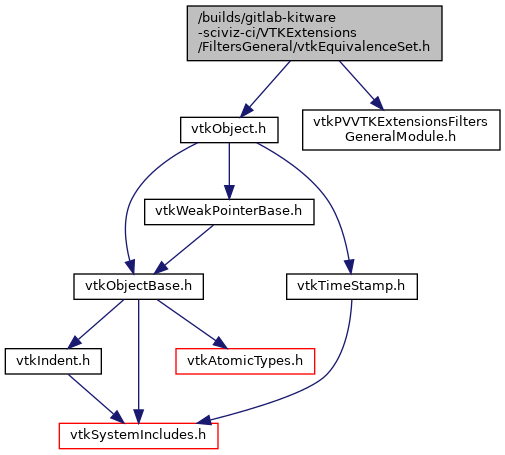 /builds/gitlab-kitware
-sciviz-ci/VTKExtensions
/FiltersGeneral/vtkEquivalenceSet.h
vtkObject.h
vtkPVVTKExtensionsFilters
GeneralModule.h
vtkWeakPointerBase.h
vtkObjectBase.h
vtkTimeStamp.h
vtkIndent.h
vtkAtomicTypes.h
vtkSystemIncludes.h